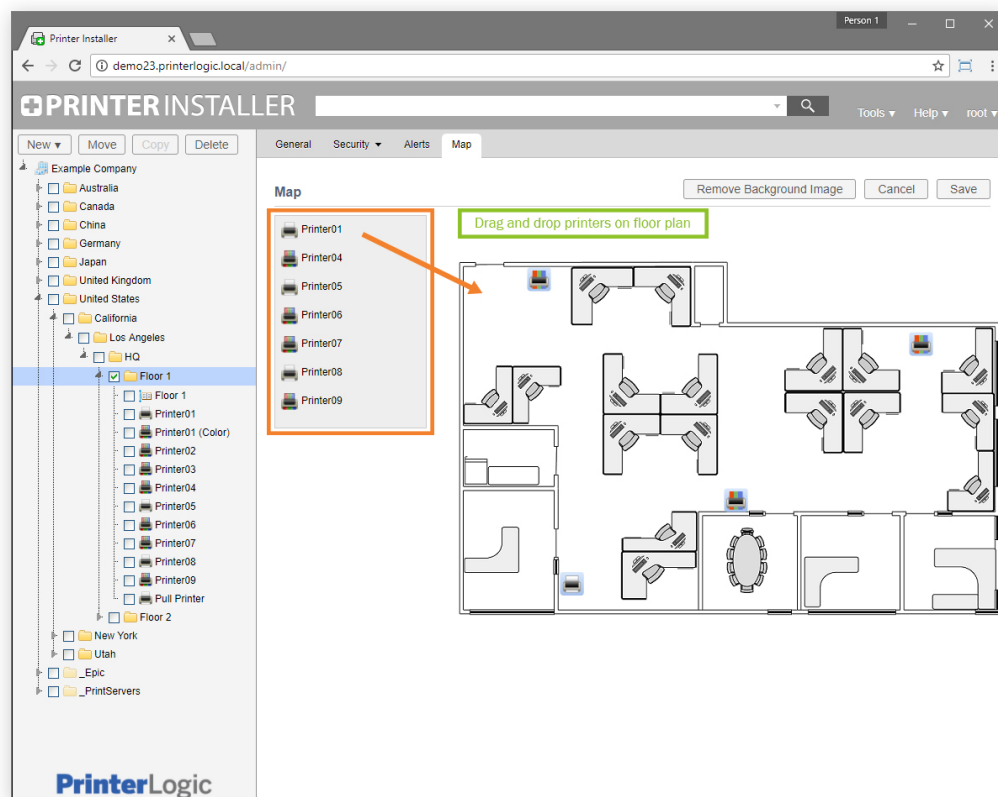 Person 1
Printer Installer
demo23.printerlogic.local/admin/
PRINTER INSTALLER
Tools Help root
New Move Copy Delete
General Security Alerts Map
Example Company
Australia
Canada
China
Germany
Japan
United Kingdom
United States
California
Los Angeles
HQ
Floor 1
Floor 1
Printer01
Printer01 (Color)
Printer02
Printer03
Printer04
Printer05
Printer06
Printer07
Printer08
Printer09
Pull Printer
Floor 2
New York
Utah
_Epic
_PrintServers
PrinterLogic
Map
Remove Background Image Cancel Save
Printer01
Printer04
Printer05
Printer06
Printer07
Printer08
Printer09
Drag and drop printers on floor plan